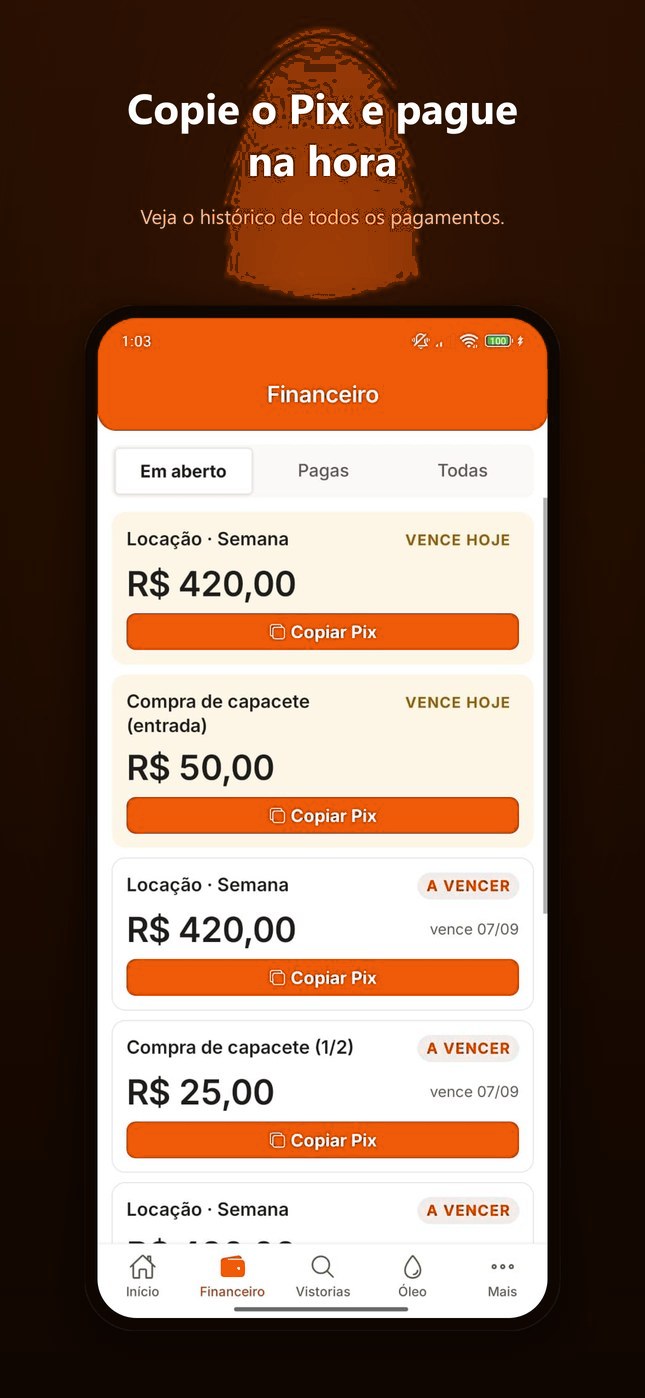 Copie o Pix e pague
na hora
Veja o histórico de todos os pagamentos.
1:03
100
Financeiro
Em aberto
Pagas
Todas
Locação · Semana
VENCE HOJE
R$ 420,00
Copiar Pix
Compra de capacete
(entrada)
VENCE HOJE
R$ 50,00
Copiar Pix
Locação · Semana
A VENCER
R$ 420,00
vence 07/09
Copiar Pix
Compra de capacete (1/2)
A VENCER
R$ 25,00
vence 07/09
Copiar Pix
Locação · Semana
A VENCER
Início
Financeiro
Vistorias
Óleo
Mais